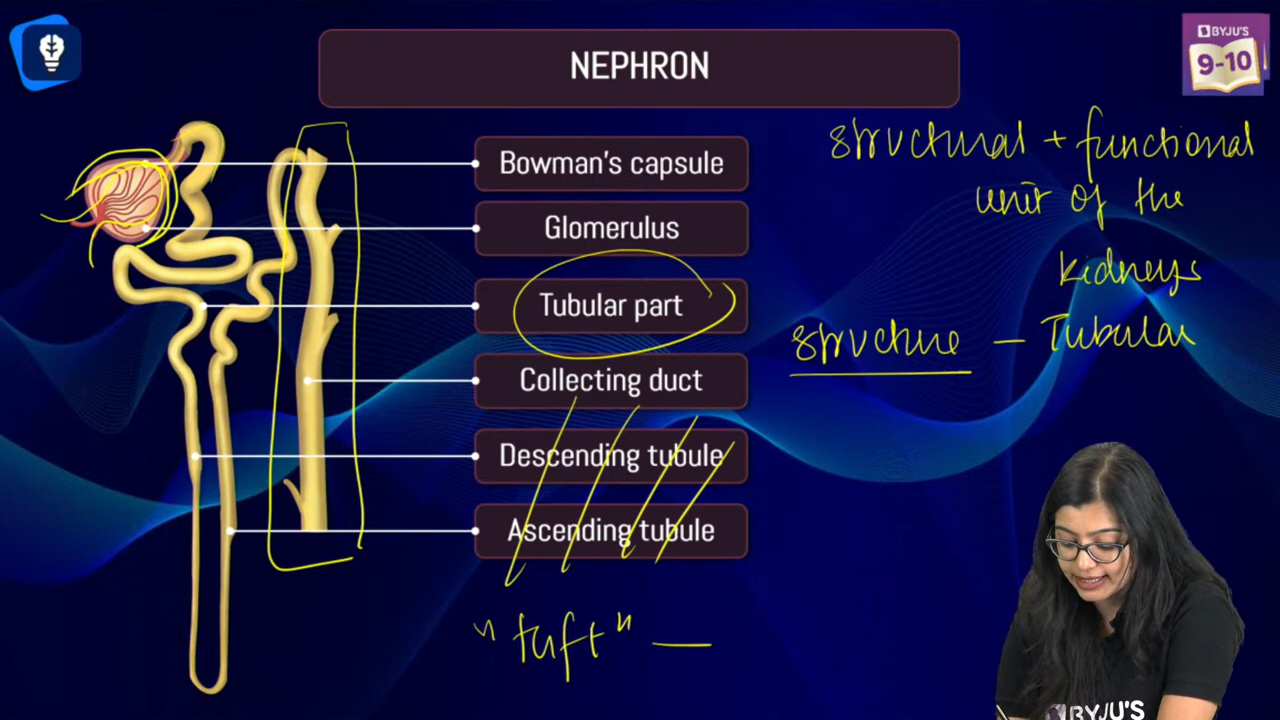 NEPHRON
BYJU'S
9-10
Bowman's capsule
Glomerulus
Tubular part
Collecting duct
Descending tubule
Ascending tubule
structural + functional
unit of the
kidneys
structure — Tubular
"tuft" —
BYJU'S